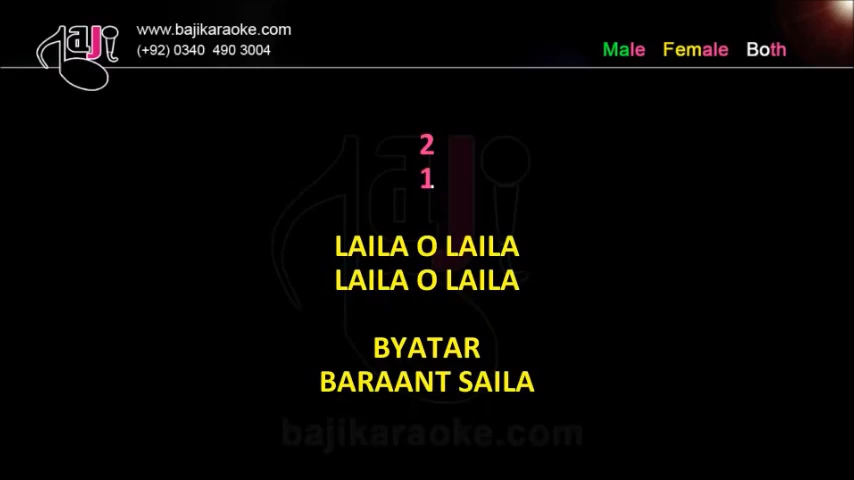 Baji
www.bajikaraoke.com
(+92) 0340 490 3004
Male Female Both
2
1
LAILA O LAILA
LAILA O LAILA
BYATAR
BARAANT SAILA
bajikaraoke.com